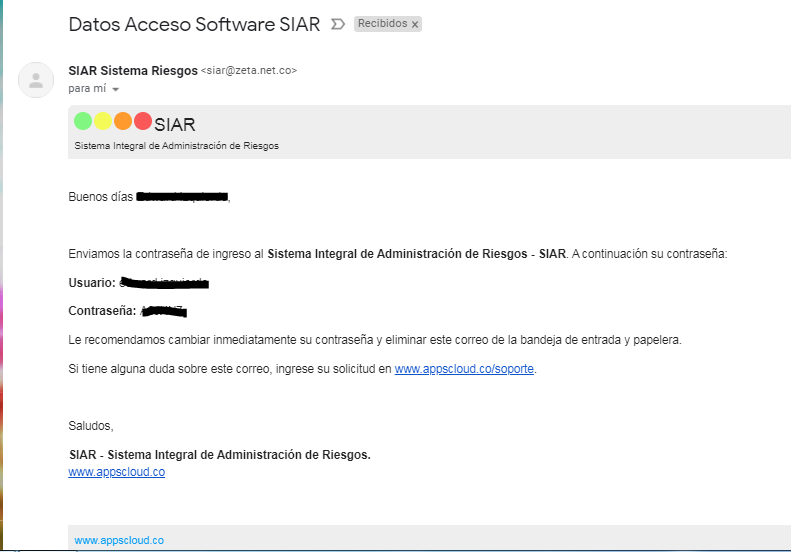 Datos Acceso Software SIAR
Recibidos x
SIAR Sistema Riesgos <siar@zeta.net.co>
para mí
SIAR
Sistema Integral de Administración de Riesgos
Buenos días
Enviamos la contraseña de ingreso al Sistema Integral de Administración de Riesgos - SIAR. A continuación su contraseña:
Usuario:
Contraseña:
Le recomendamos cambiar inmediatamente su contraseña y eliminar este correo de la bandeja de entrada y papelera.
Si tiene alguna duda sobre este correo, ingrese su solicitud en www.appscloud.co/soporte.
Saludos,
SIAR - Sistema Integral de Administración de Riesgos.
www.appscloud.co
www.appscloud.co